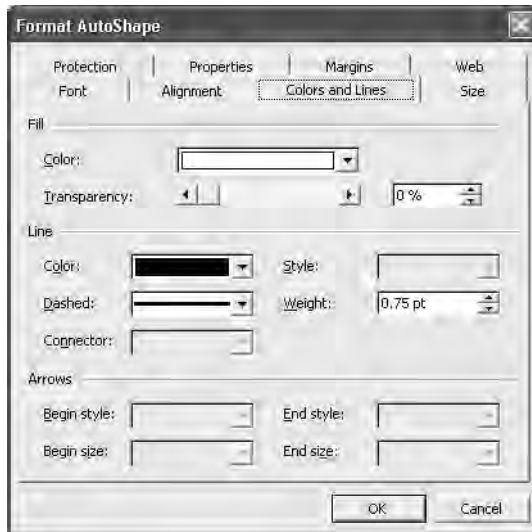 Format AutoShape
Protection Properties Margins Web
Font Alignment Colors and Lines Size
Fill
Color:
Transparency: 0 %
Line
Color: Style:
Dashed: Weight: 0.75 pt
Connector:
Arrows
Begin style: End style:
Begin size: End size:
OK Cancel